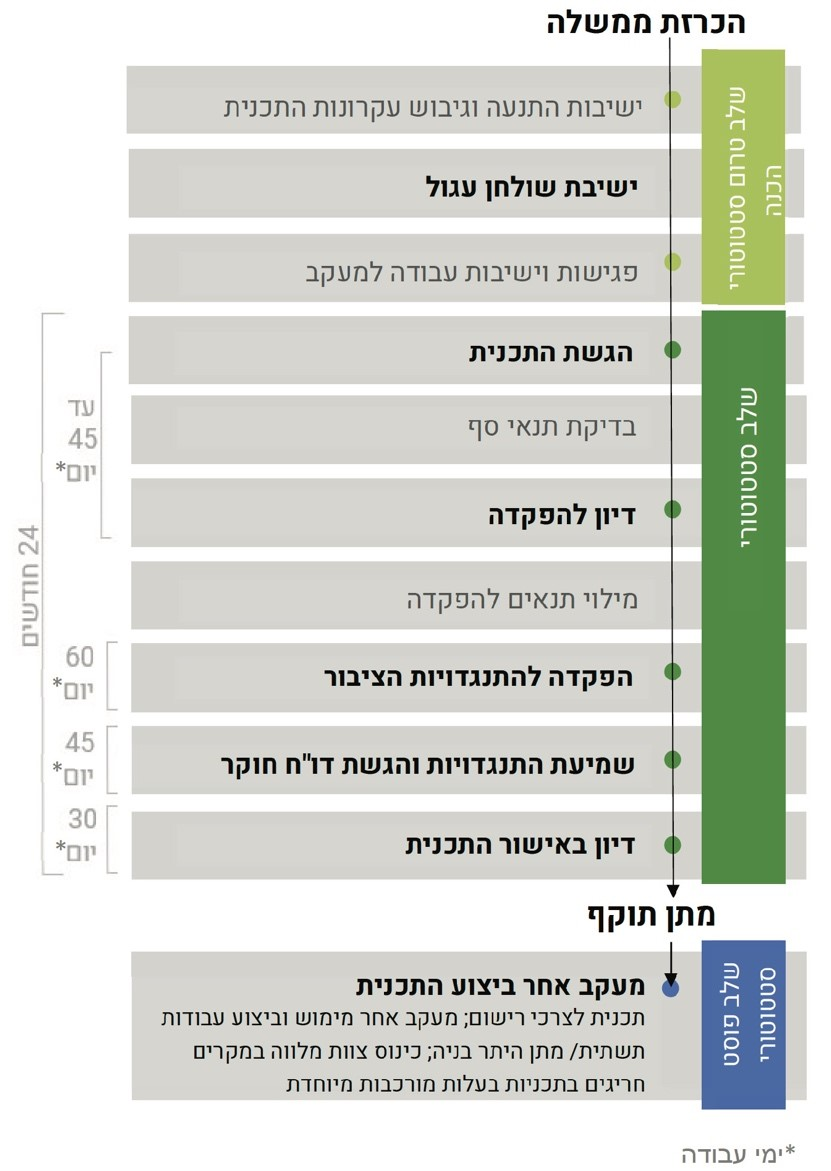 הכרזת ממשלה
שלב טרום סטטוטורי
הכנה
ישיבות התנעה וגיבוש עקרונות התכנית
ישיבת שולחן עגול
פגישות וישיבות עבודה למעקב
שלב סטטוטורי
הגשת התכנית
בדיקת תנאי סף
דיון להפקדה
מילוי תנאים להפקדה
הפקדה להתנגדויות הציבור
שמיעת התנגדויות והגשת דו"ח חוקר
דיון באישור התכנית
עד
45
יום*
60
יום*
45
יום*
30
יום*
24 חודשים
מתן תוקף
שלב פוסט
סטטוטורי
מעקב אחר ביצוע התכנית
תכנית לצרכי רישום; מעקב אחר מימוש וביצוע עבודות
תשתית/ מתן היתר בניה; כינוס צוות מלווה במקרים
חריגים בתכניות בעלות מורכבות מיוחדת
*ימי עבודה